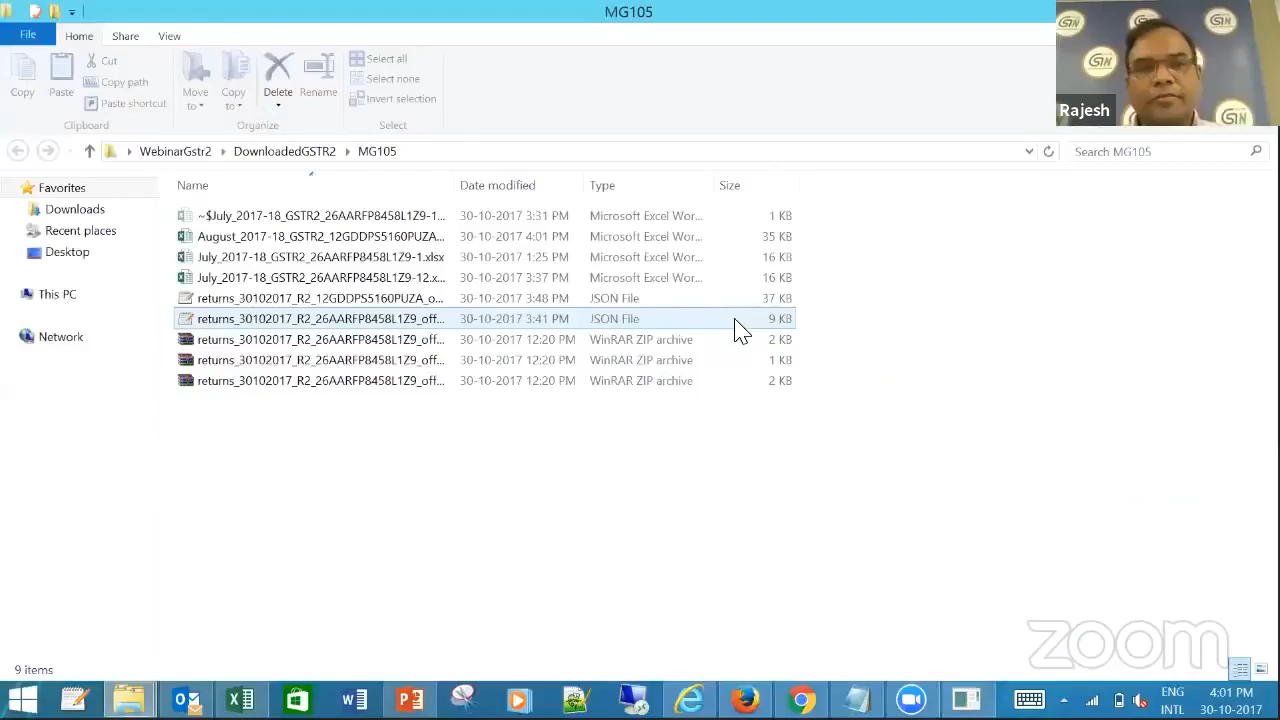 MG105
File Home Share View
Copy Paste Cut Copy path Paste shortcut
Move to Copy to Delete Rename
Select all
Select none
Invert selection
Clipboard Organize Select
Rajesh
WebinarGstr2 DownloadedGSTR2 MG105 Search MG105
Name Date modified Type Size
Favorites
Downloads
Recent places
Desktop
This PC
Network
~$July_2017-18_GSTR2_26AARFP8458L1Z9-1... 30-10-2017 3:31 PM Microsoft Excel Wor... 1 KB
August_2017-18_GSTR2_12GDDPS5160PUZA... 30-10-2017 4:01 PM Microsoft Excel Wor... 35 KB
July_2017-18_GSTR2_26AARFP8458L1Z9-1.xlsx 30-10-2017 1:25 PM Microsoft Excel Wor... 16 KB
July_2017-18_GSTR2_26AARFP8458L1Z9-12.x... 30-10-2017 3:37 PM Microsoft Excel Wor... 16 KB
returns_30102017_R2_12GDDPS5160PUZA_o... 30-10-2017 3:48 PM JSON File 37 KB
returns_30102017_R2_26AARFP8458L1Z9_off... 30-10-2017 3:41 PM JSON File 9 KB
returns_30102017_R2_26AARFP8458L1Z9_off... 30-10-2017 12:20 PM WinRAR ZIP archive 2 KB
returns_30102017_R2_26AARFP8458L1Z9_off... 30-10-2017 12:20 PM WinRAR ZIP archive 1 KB
returns_30102017_R2_26AARFP8458L1Z9_off... 30-10-2017 12:20 PM WinRAR ZIP archive 2 KB
zoom
9 items
ENG 4:01 PM
INTL 30-10-2017